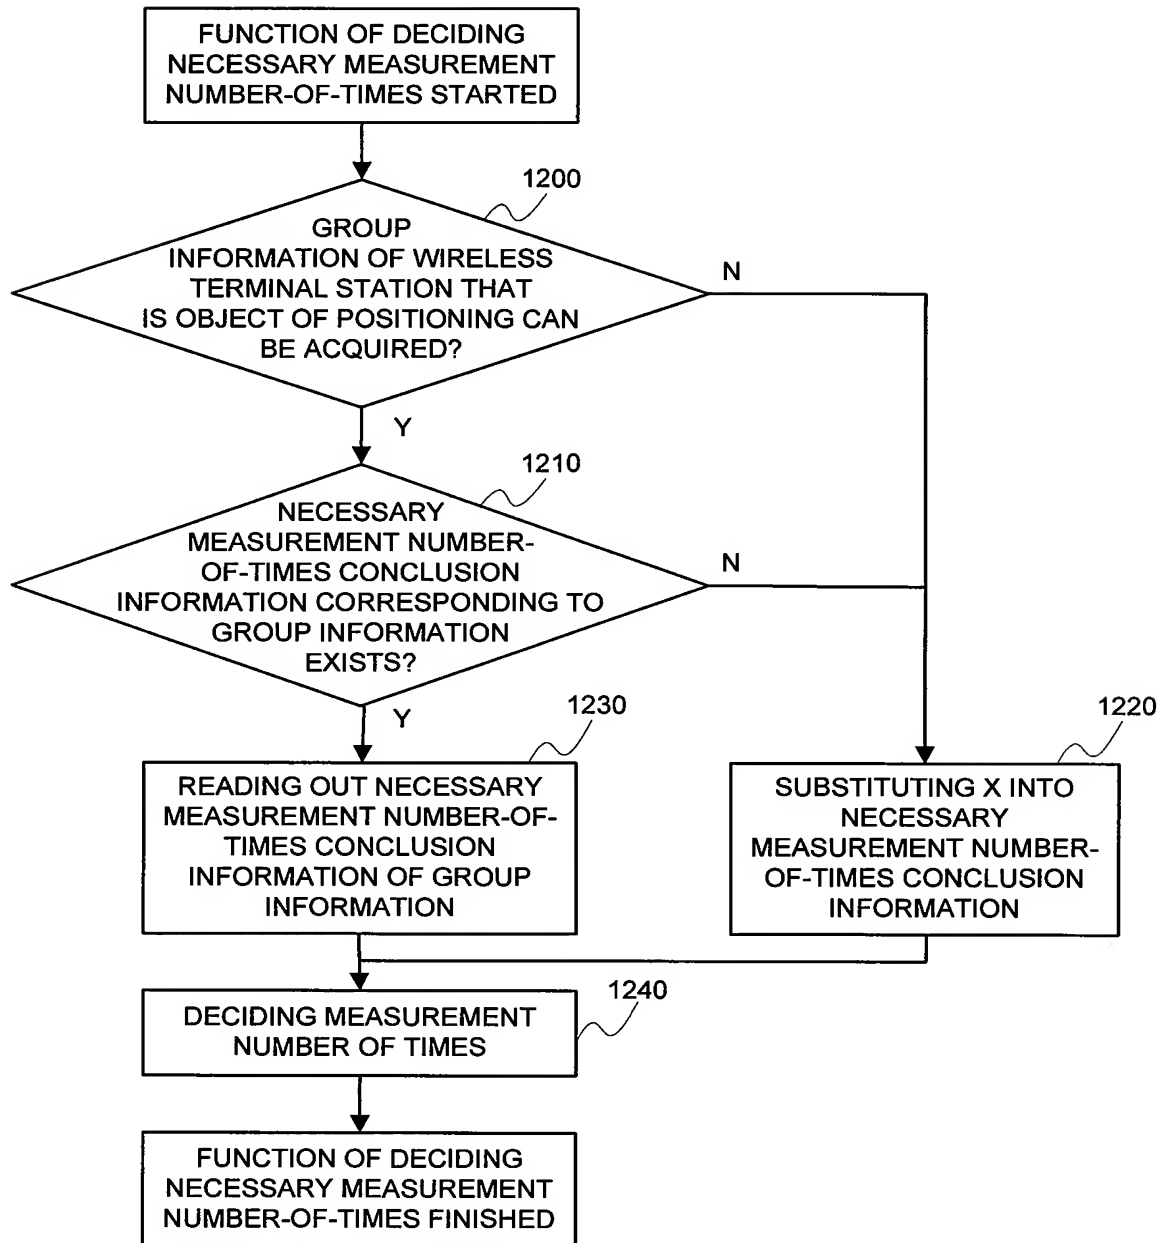 FUNCTION OF DECIDING
NECESSARY MEASUREMENT
NUMBER-OF-TIMES STARTED
1200
GROUP
INFORMATION OF WIRELESS
TERMINAL STATION THAT
IS OBJECT OF POSITIONING CAN
BE ACQUIRED?
N
Y
1210
NECESSARY
MEASUREMENT NUMBER-
OF-TIMES CONCLUSION
INFORMATION CORRESPONDING TO
GROUP INFORMATION
EXISTS?
N
Y
1230
READING OUT NECESSARY
MEASUREMENT NUMBER-OF-
TIMES CONCLUSION
INFORMATION OF GROUP
INFORMATION
1220
SUBSTITUTING X INTO
NECESSARY
MEASUREMENT NUMBER-
OF-TIMES CONCLUSION
INFORMATION
1240
DECIDING MEASUREMENT
NUMBER OF TIMES
FUNCTION OF DECIDING
NECESSARY MEASUREMENT
NUMBER-OF-TIMES FINISHED